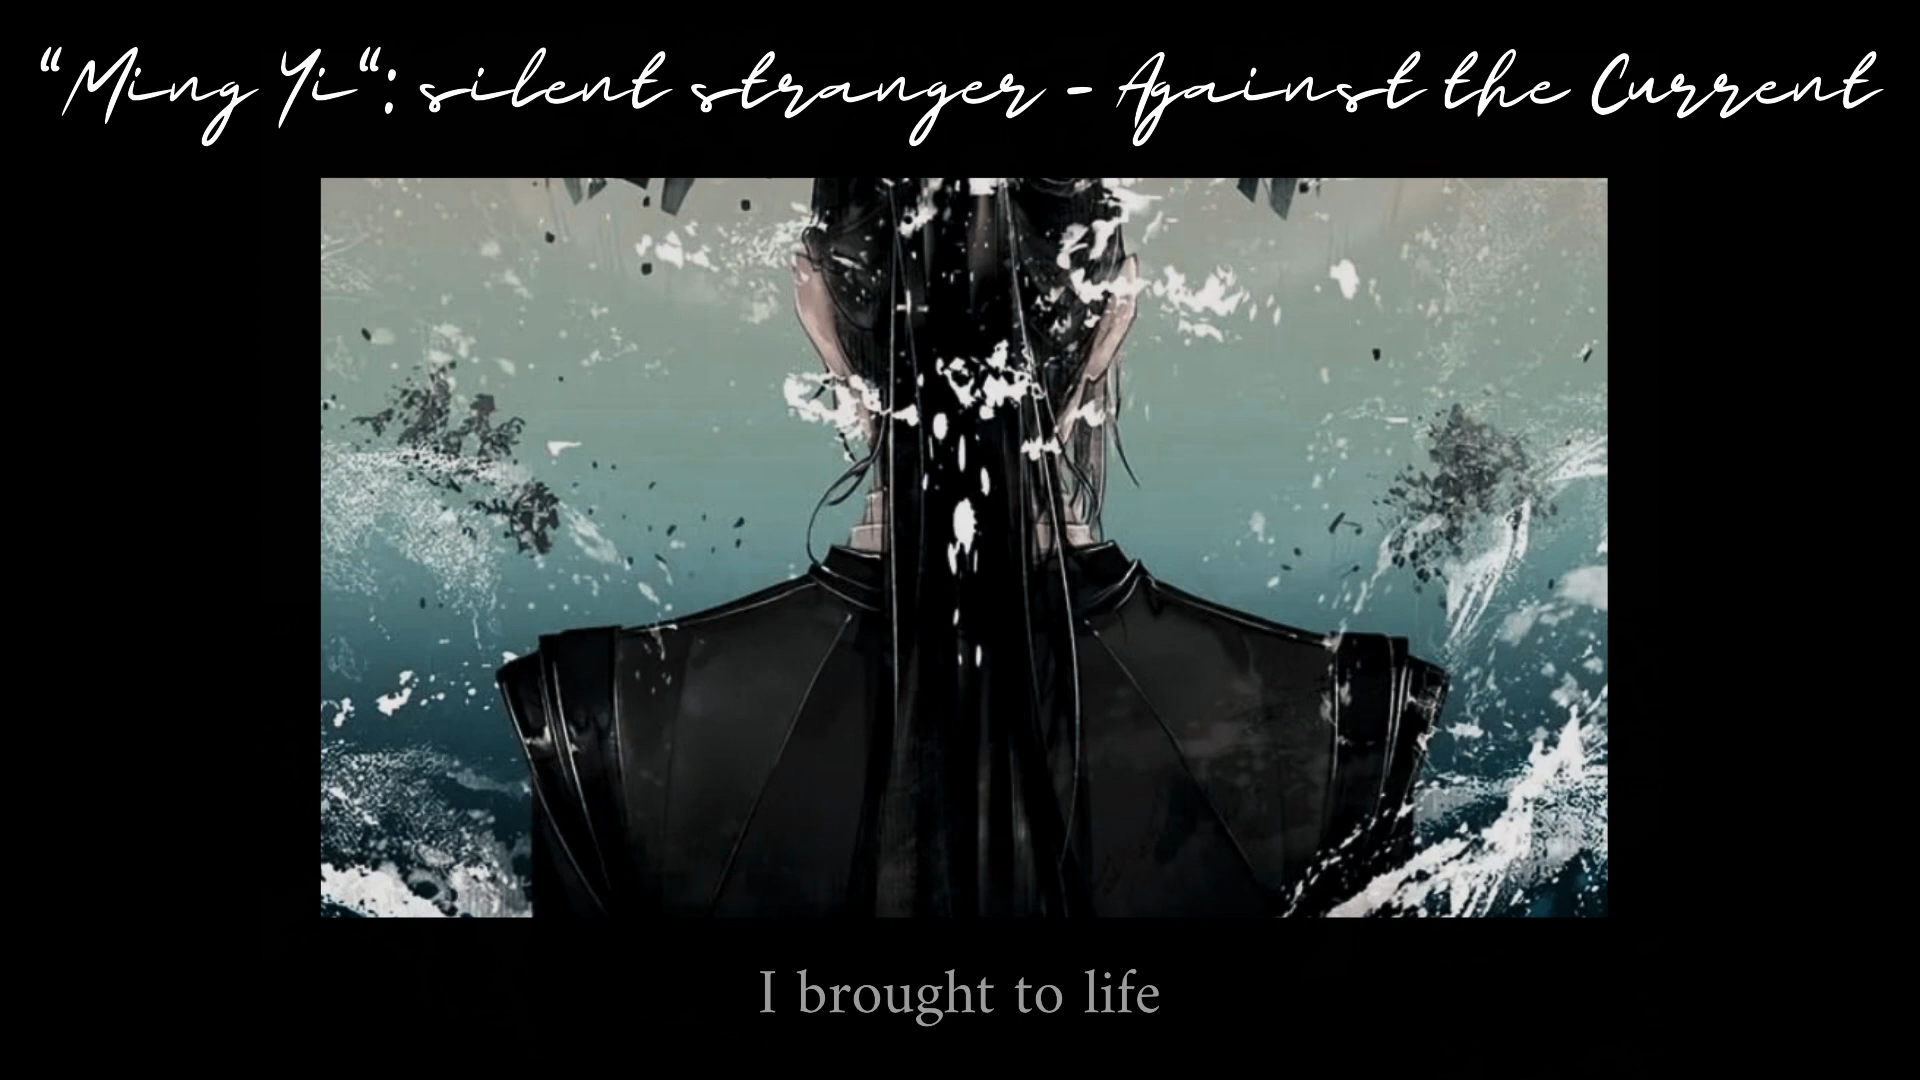 “Ming Yi“: silent stranger - Against the Current
I brought to life